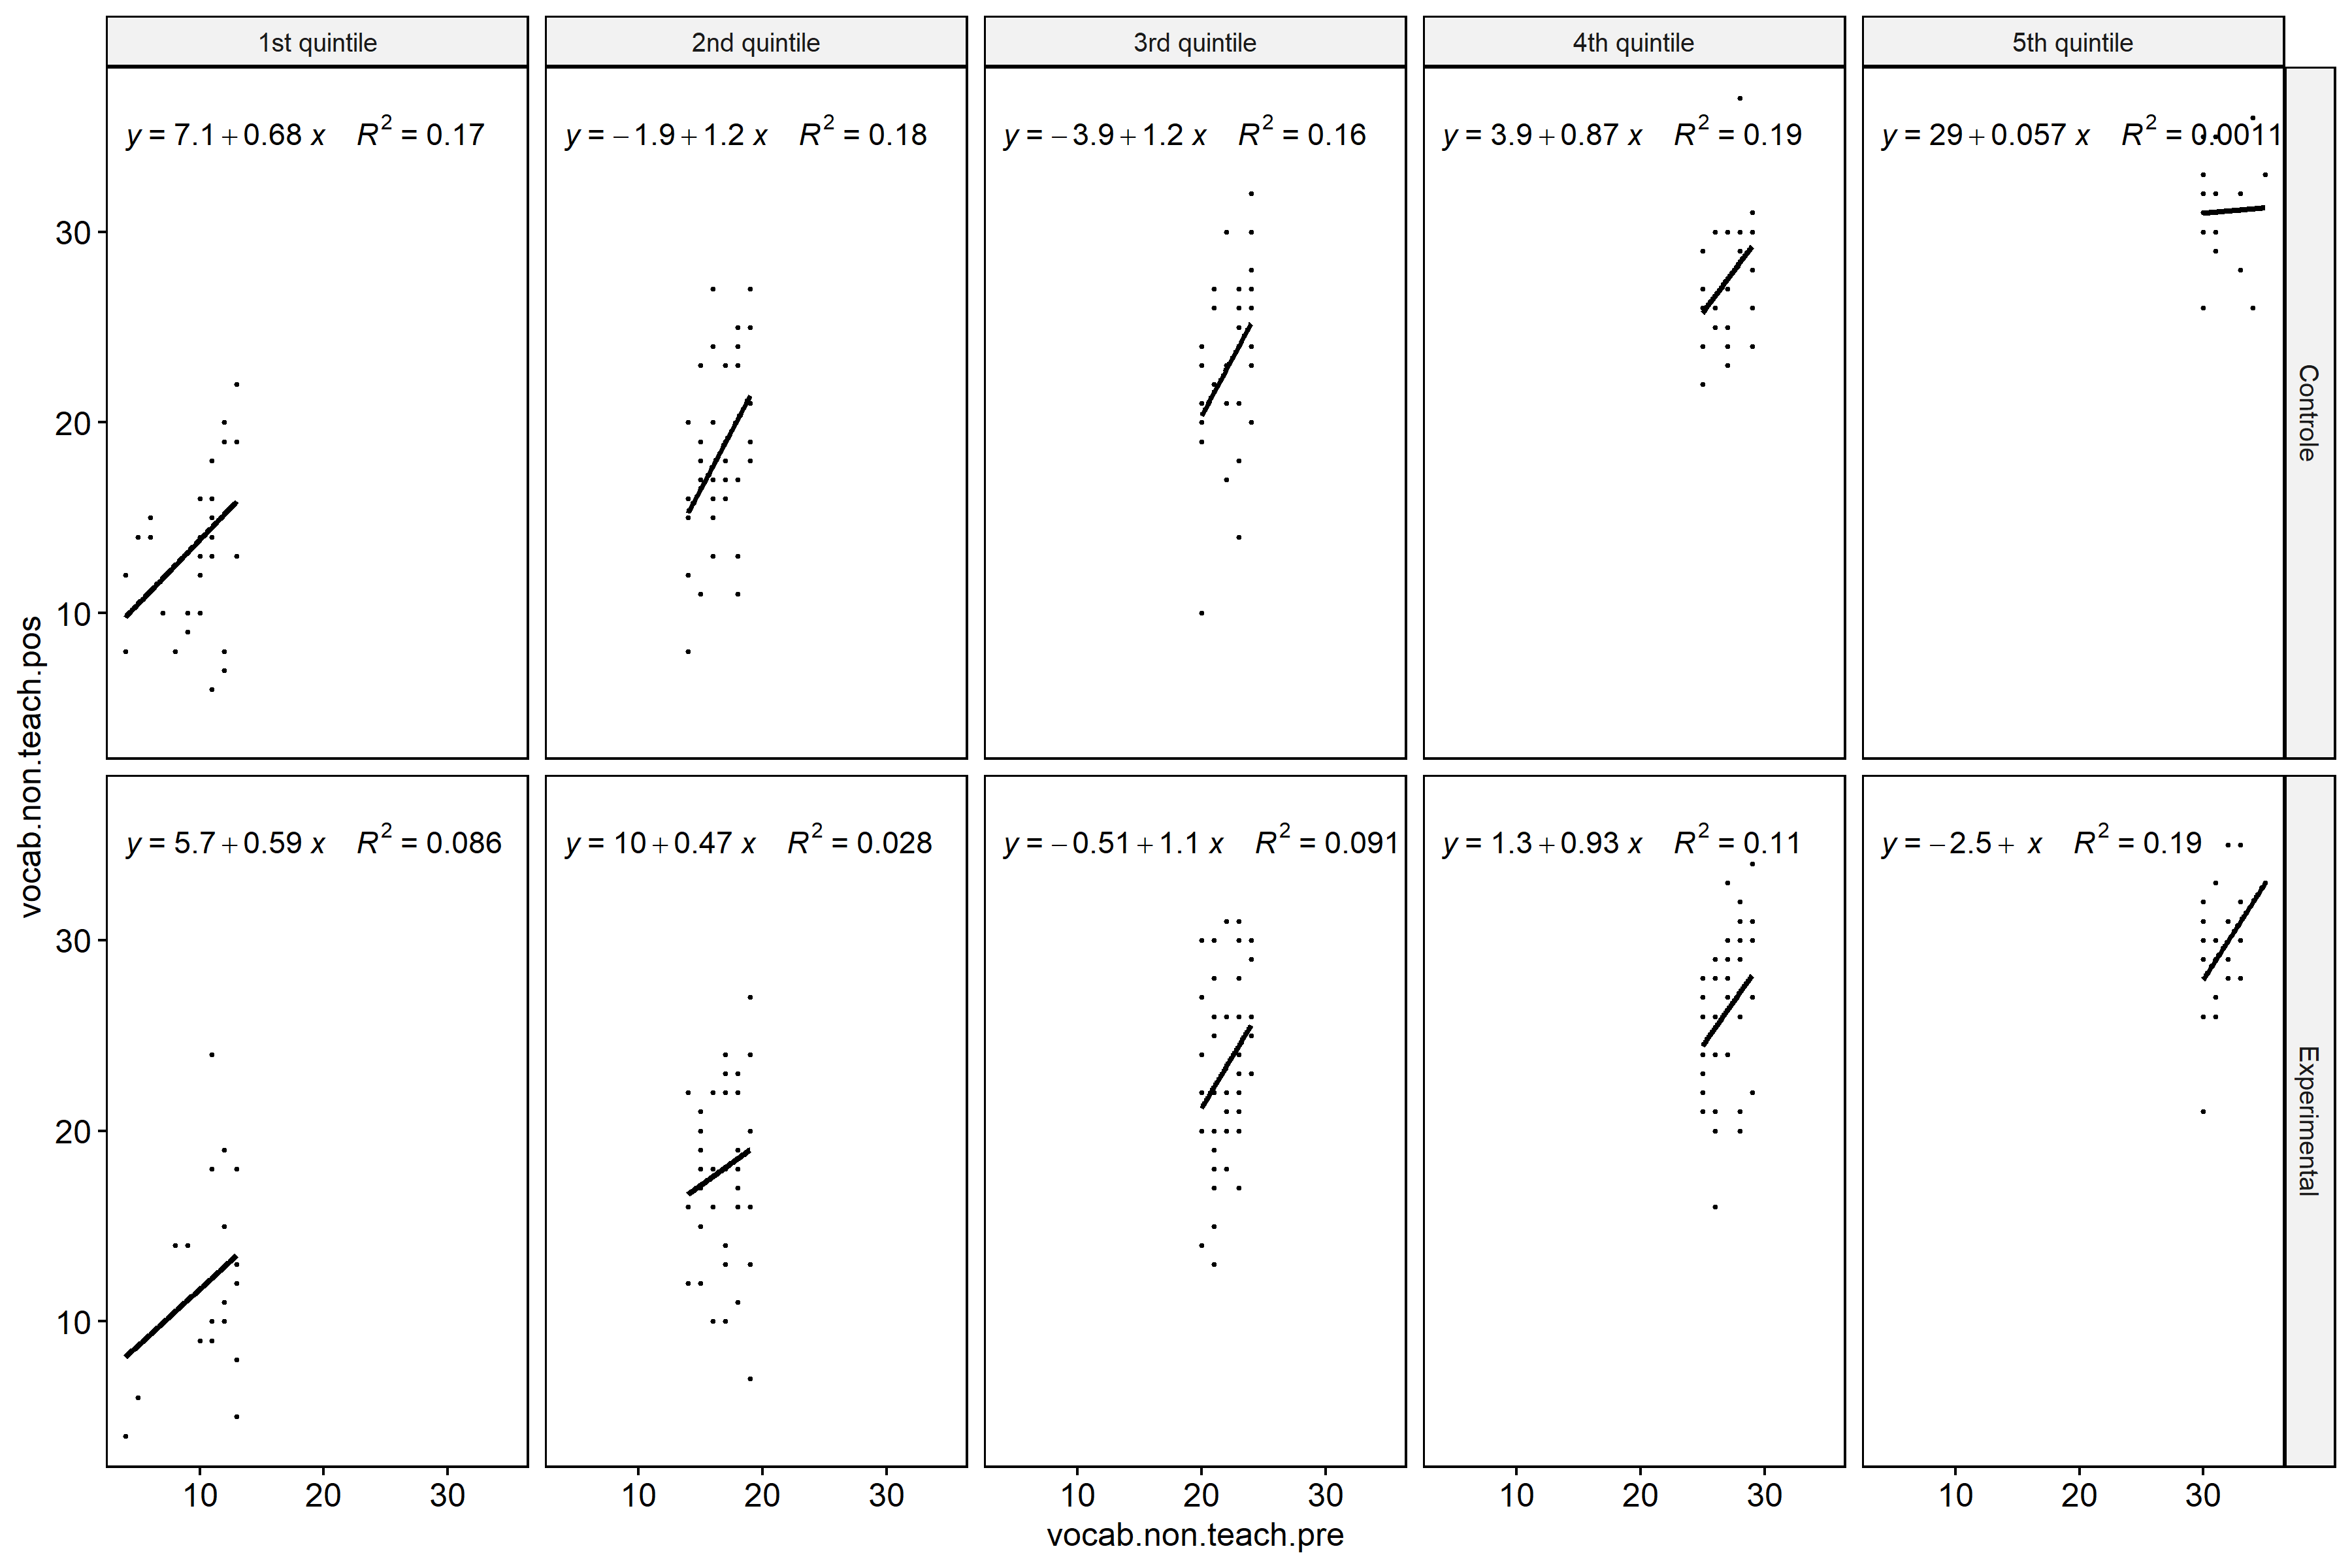 1st quintile 2nd quintile 3rd quintile 4th quintile 5th quintile
y = 7.1 + 0.68 x R² = 0.17
y = −1.9 + 1.2 x R² = 0.18
y = −3.9 + 1.2 x R² = 0.16
y = 3.9 + 0.87 x R² = 0.19
y = 29 + 0.057 x R² = 0.0011
Controle
30
20
10
y = 5.7 + 0.59 x R² = 0.086
y = 10 + 0.47 x R² = 0.028
y = −0.51 + 1.1 x R² = 0.091
y = 1.3 + 0.93 x R² = 0.11
y = −2.5 + x R² = 0.19
Experimental
30
20
10
vocab.non.teach.pos
10 20 30 10 20 30 10 20 30 10 20 30 10 20 30
vocab.non.teach.pre